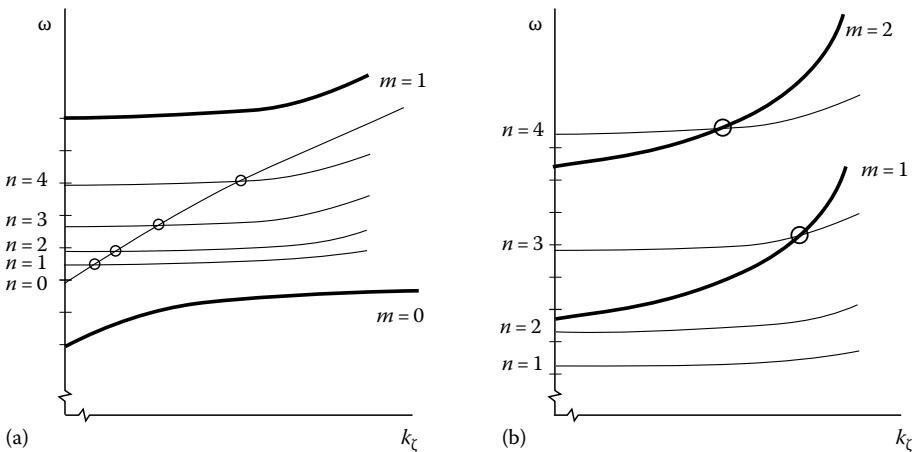 ω
m = 1
n = 4
n = 3
n = 2
n = 1
n = 0
m = 0
(a)
kζ
ω
m = 2
n = 4
m = 1
n = 3
n = 2
n = 1
(b)
kζ